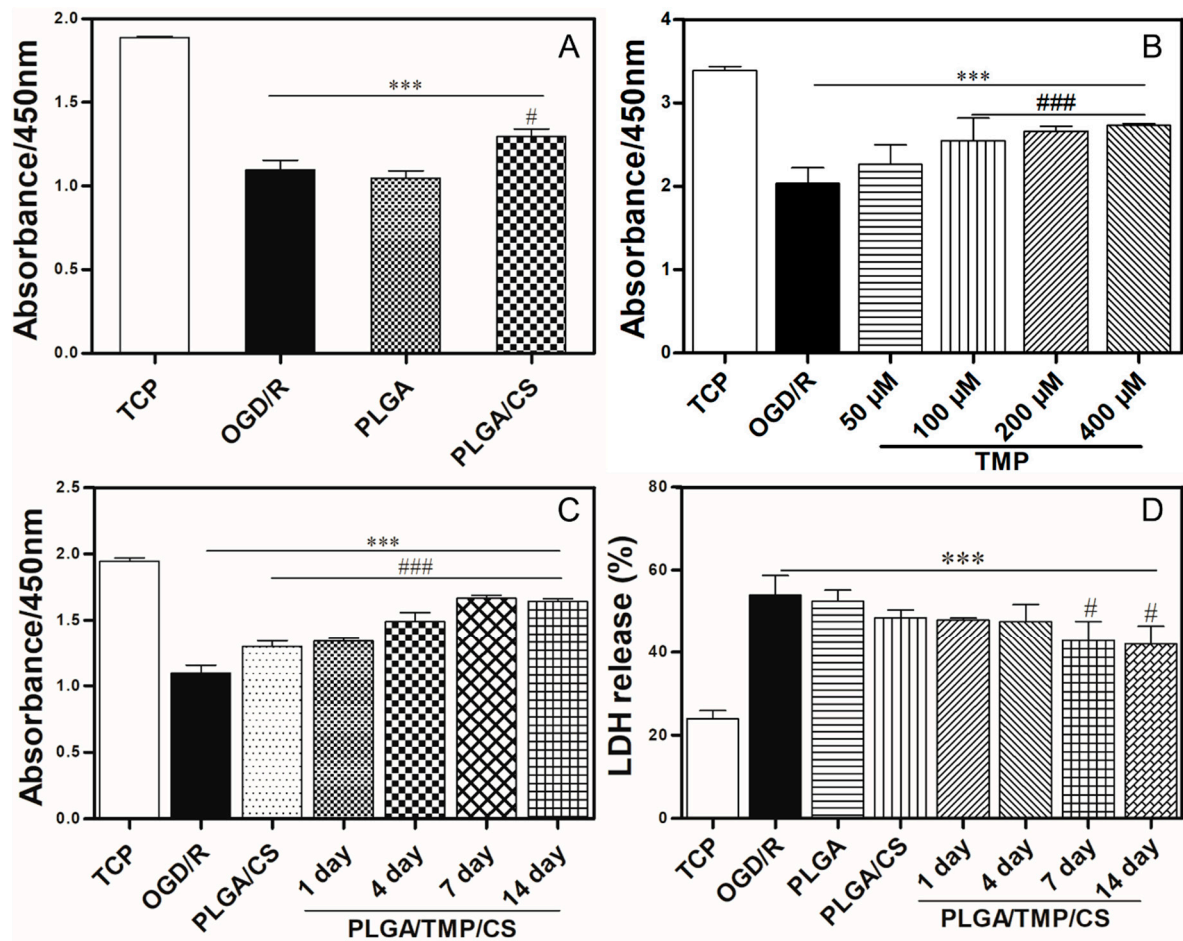 A
Absorbance/450nm
2.0
1.5
1.0
0.5
0.0
***
#
TCP
OGD/R
PLGA
PLGA/CS
B
Absorbance/450nm
4
3
2
1
0
***
###
TCP
OGD/R
50 µM
100 µM
200 µM
400 µM
TMP
C
Absorbance/450nm
2.5
2.0
1.5
1.0
0.5
0.0
***
###
TCP
OGD/R
PLGA/CS
1 day
4 day
7 day
14 day
PLGA/TMP/CS
D
LDH release (%)
80
60
40
20
0
***
#
#
TCP
OGD/R
PLGA
PLGA/CS
1 day
4 day
7 day
14 day
PLGA/TMP/CS